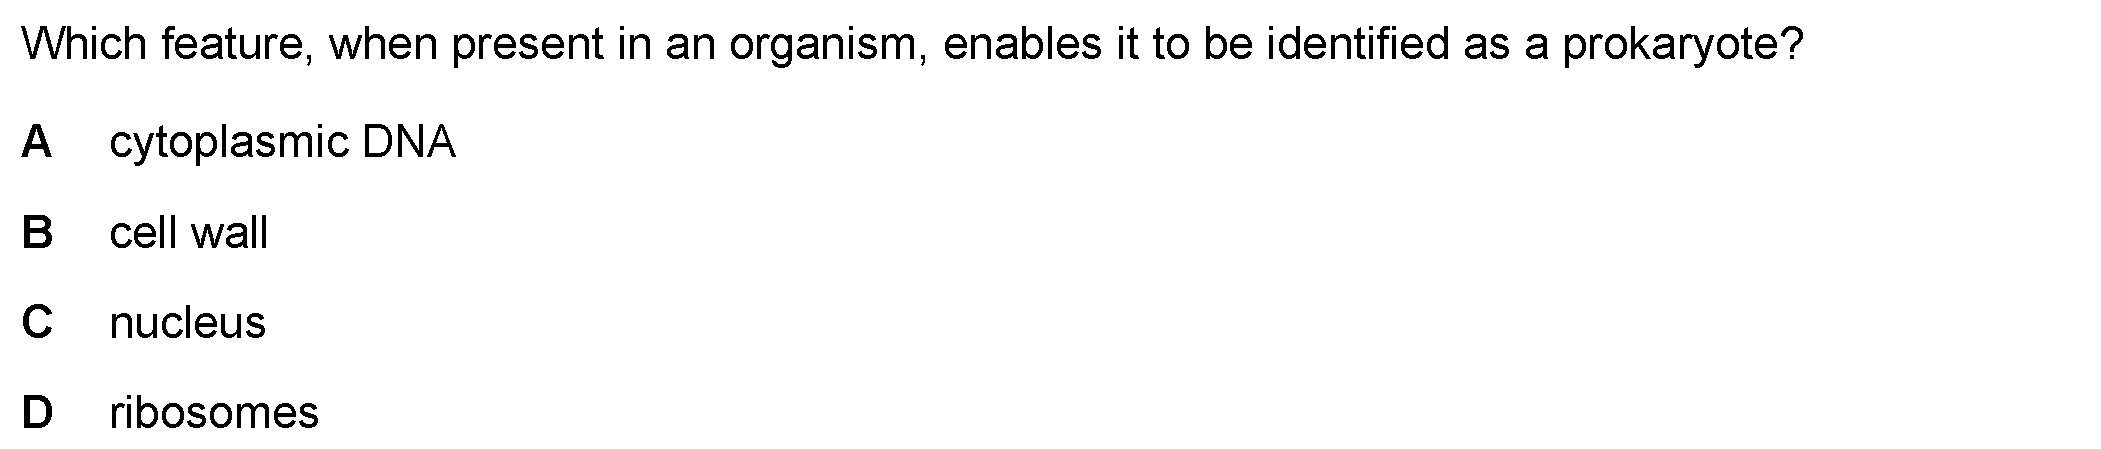 Which feature, when present in an organism, enables it to be identified as a prokaryote?
A cytoplasmic DNA
B cell wall
C nucleus
D ribosomes